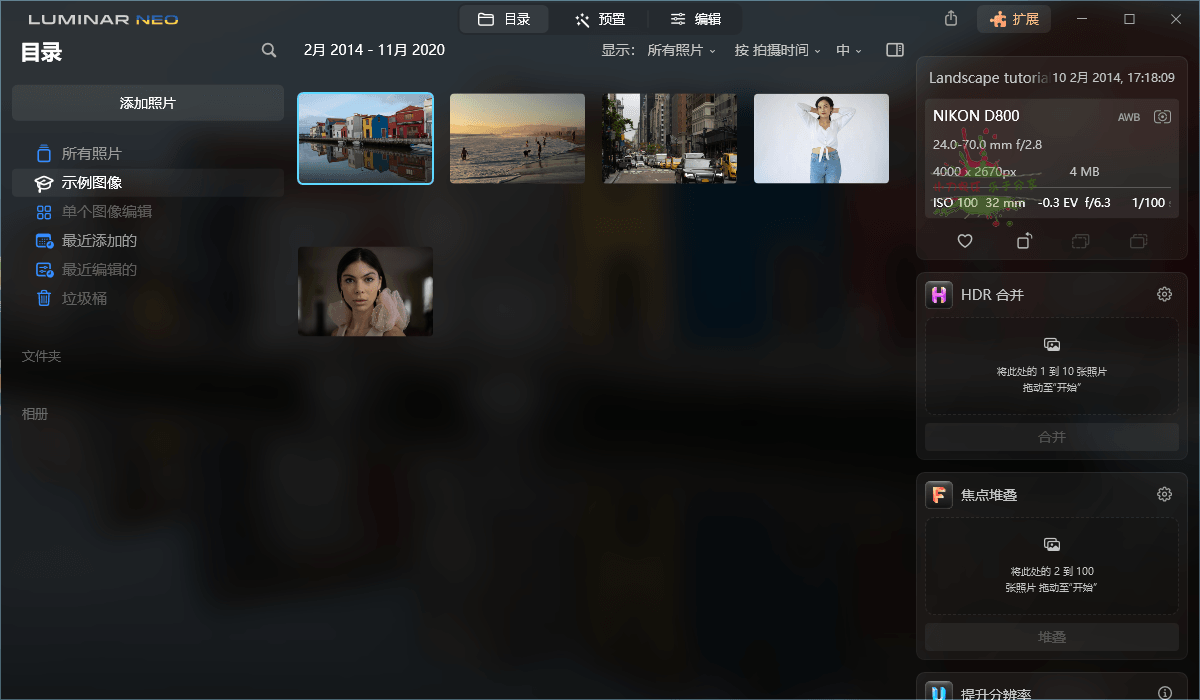 LUMINAR NEO
目录
预置
编辑
扩展
目录
2月 2014 - 11月 2020
显示:
所有照片
按 拍摄时间
中
添加照片
所有照片
示例图像
单个图像编辑
最近添加的
最近编辑的
垃圾桶
文件夹
相册
Landscape tutoria
10 2月 2014, 17:18:09
NIKON D800
AWB
24.0-70.0 mm f/2.8
4000 x 2670px
4 MB
ISO 100
32 mm
-0.3 EV
f/6.3
1/100
HDR 合并
将此处的 1 到 10 张照片
拖动至"开始"
合并
焦点堆叠
将此处的 2 到 100
张照片 拖动至"开始"
堆叠
提升分辨率